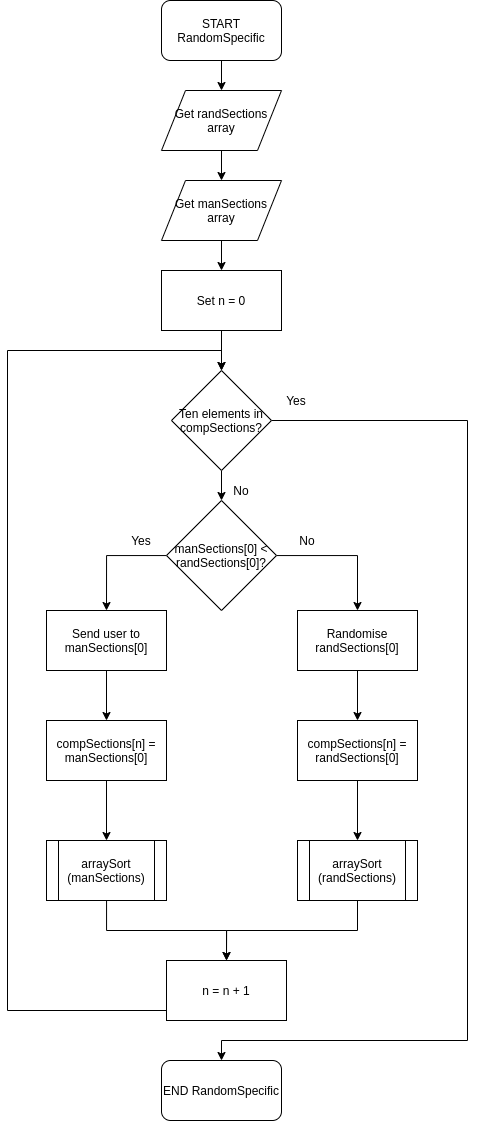 START
RandomSpecific
Get randSections
array
Get manSections
array
Set n = 0
Ten elements in
compSections?
Yes
No
manSections[0] <
randSections[0]?
Yes
No
Send user to
manSections[0]
Randomise
randSections[0]
compSections[n] =
manSections[0]
compSections[n] =
randSections[0]
arraySort
(manSections)
arraySort
(randSections)
n = n + 1
END RandomSpecific